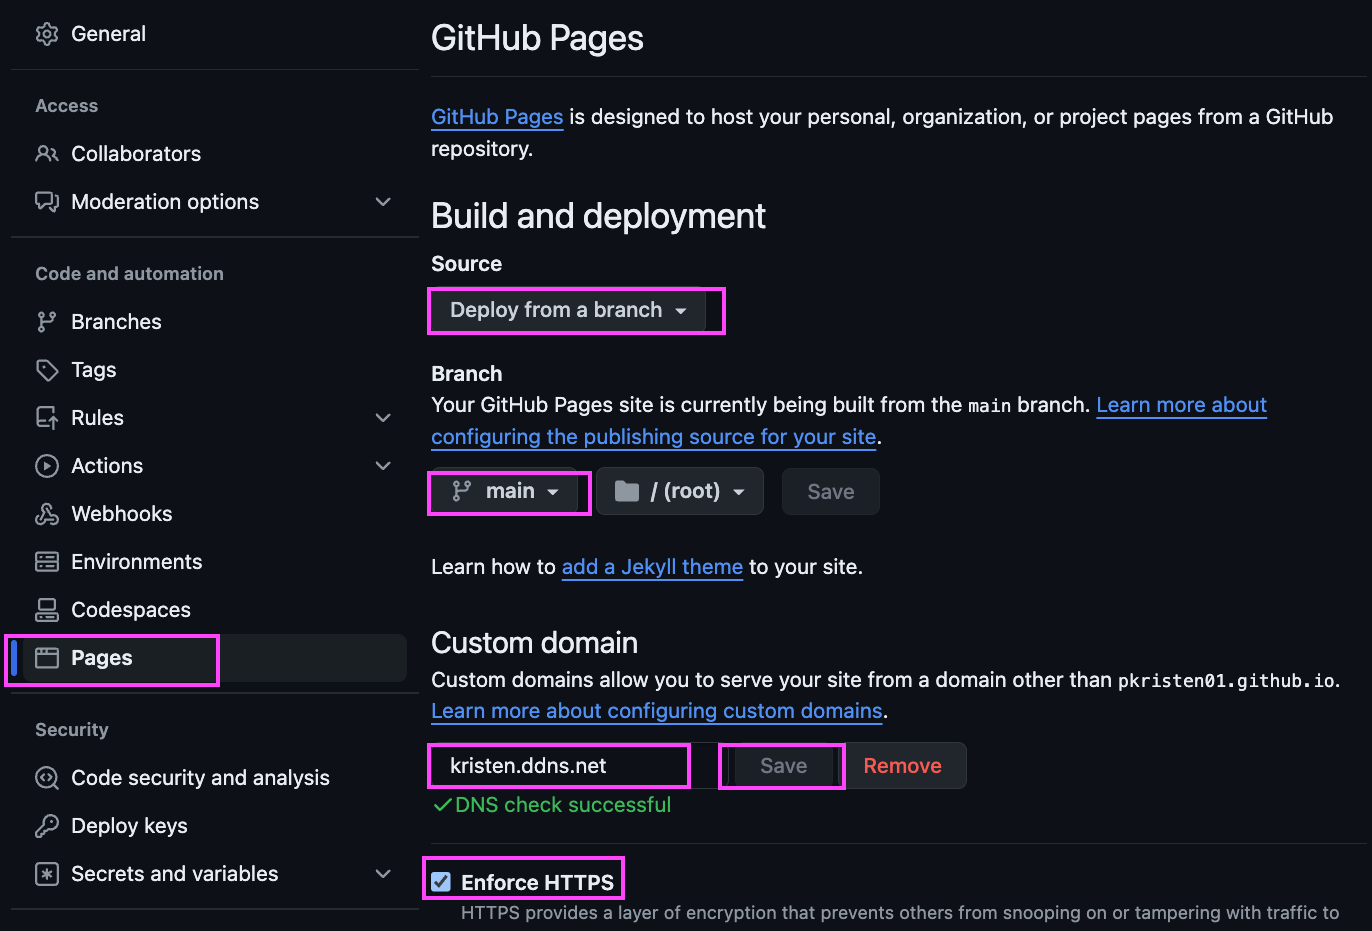 General
Access
Collaborators
Moderation options
Code and automation
Branches
Tags
Rules
Actions
Webhooks
Environments
Codespaces
Pages
Security
Code security and analysis
Deploy keys
Secrets and variables
GitHub Pages
GitHub Pages is designed to host your personal, organization, or project pages from a GitHub
repository.
Build and deployment
Source
Deploy from a branch
Branch
Your GitHub Pages site is currently being built from the main branch. Learn more about
configuring the publishing source for your site.
main / (root) Save
Learn how to add a Jekyll theme to your site.
Custom domain
Custom domains allow you to serve your site from a domain other than pkristen01.github.io.
Learn more about configuring custom domains.
kristen.ddns.net Save Remove
DNS check successful
Enforce HTTPS
HTTPS provides a layer of encryption that prevents others from snooping on or tampering with traffic to